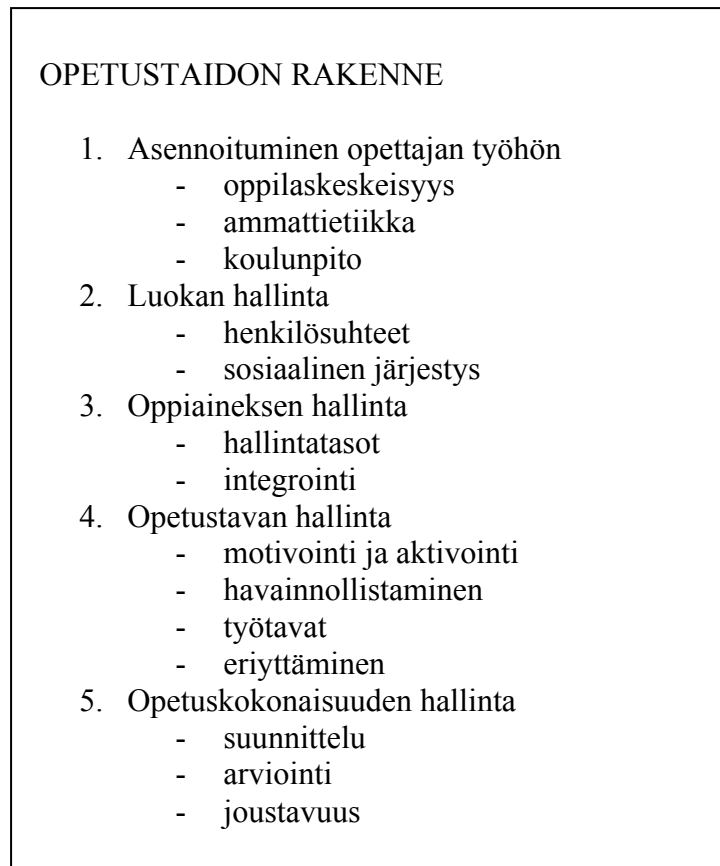 OPETUSTAIDON RAKENNE
1. Asennoituminen opettajan työhön
- oppilaskeskeisyys
- ammattietiikka
- koulunpito
2. Luokan hallinta
- henkilösuhteet
- sosiaalinen järjestys
3. Oppiaineksen hallinta
- hallintatasot
- integrointi
4. Opetustavan hallinta
- motivointi ja aktivointi
- havainnollistaminen
- työtavat
- eriyttäminen
5. Opetuskokonaisuuden hallinta
- suunnittelu
- arviointi
- joustavuus